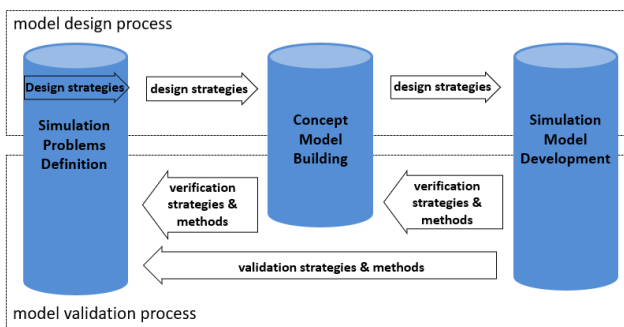 model design process
Design strategies
design strategies
design strategies
Simulation
Problems
Definition
Concept
Model
Building
Simulation
Model
Development
verification
strategies &
methods
verification
strategies &
methods
validation strategies & methods
model validation process